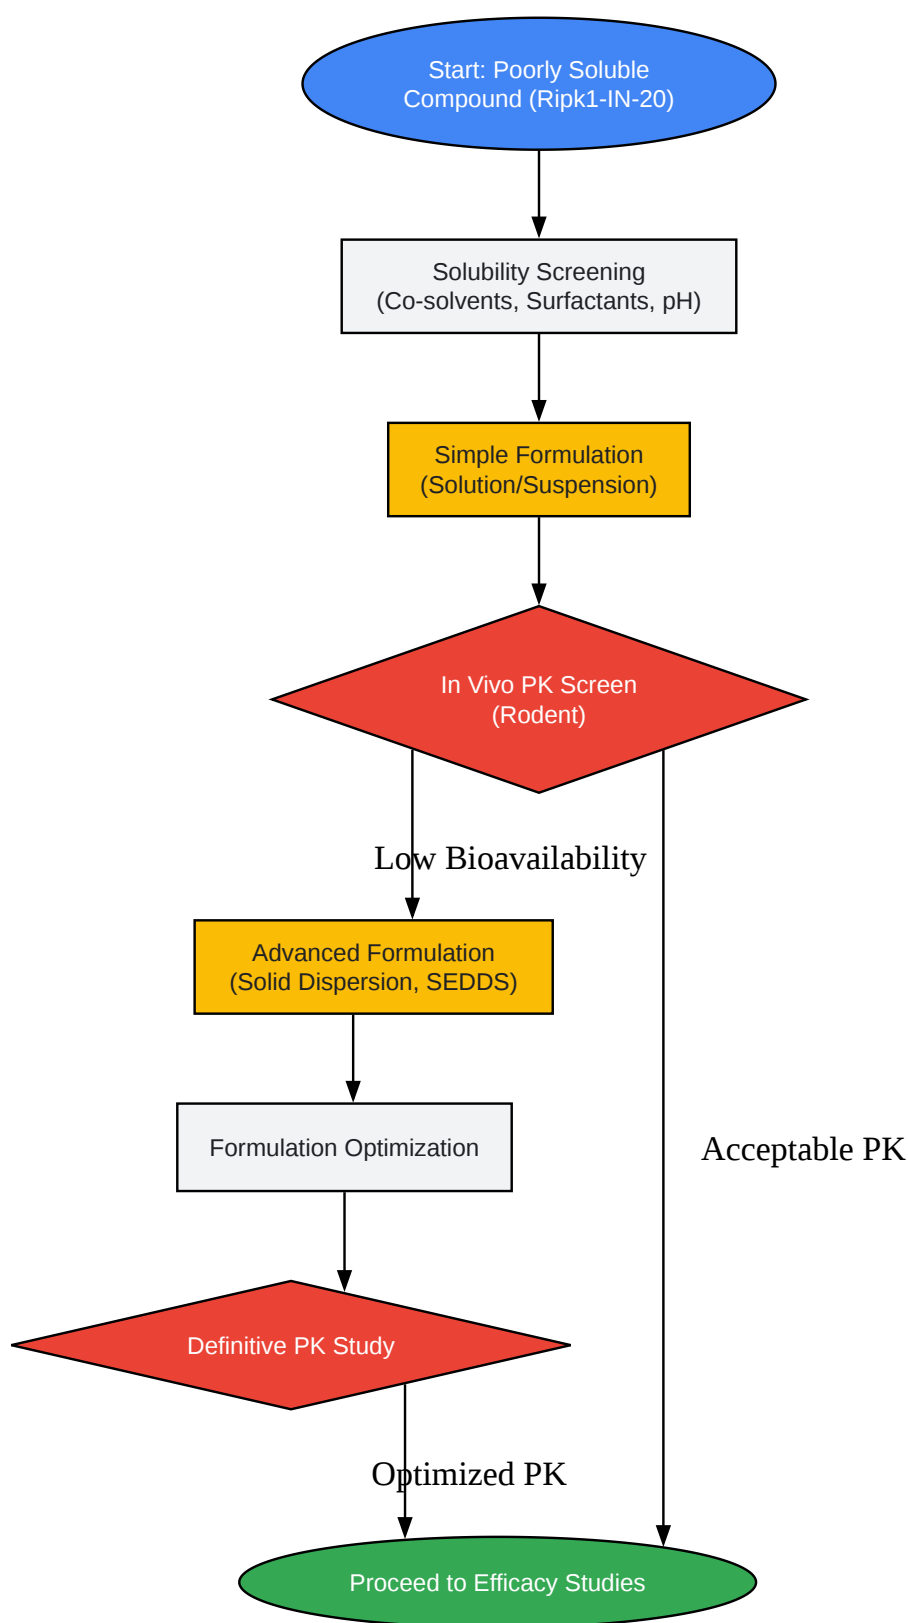 Start: Poorly Soluble
Compound (Ripk1-IN-20)
Solubility Screening
(Co-solvents, Surfactants, pH)
Simple Formulation
(Solution/Suspension)
In Vivo PK Screen
(Rodent)
Low Bioavailability
Advanced Formulation
(Solid Dispersion, SEDDS)
Formulation Optimization
Acceptable PK
Definitive PK Study
Optimized PK
Proceed to Efficacy Studies